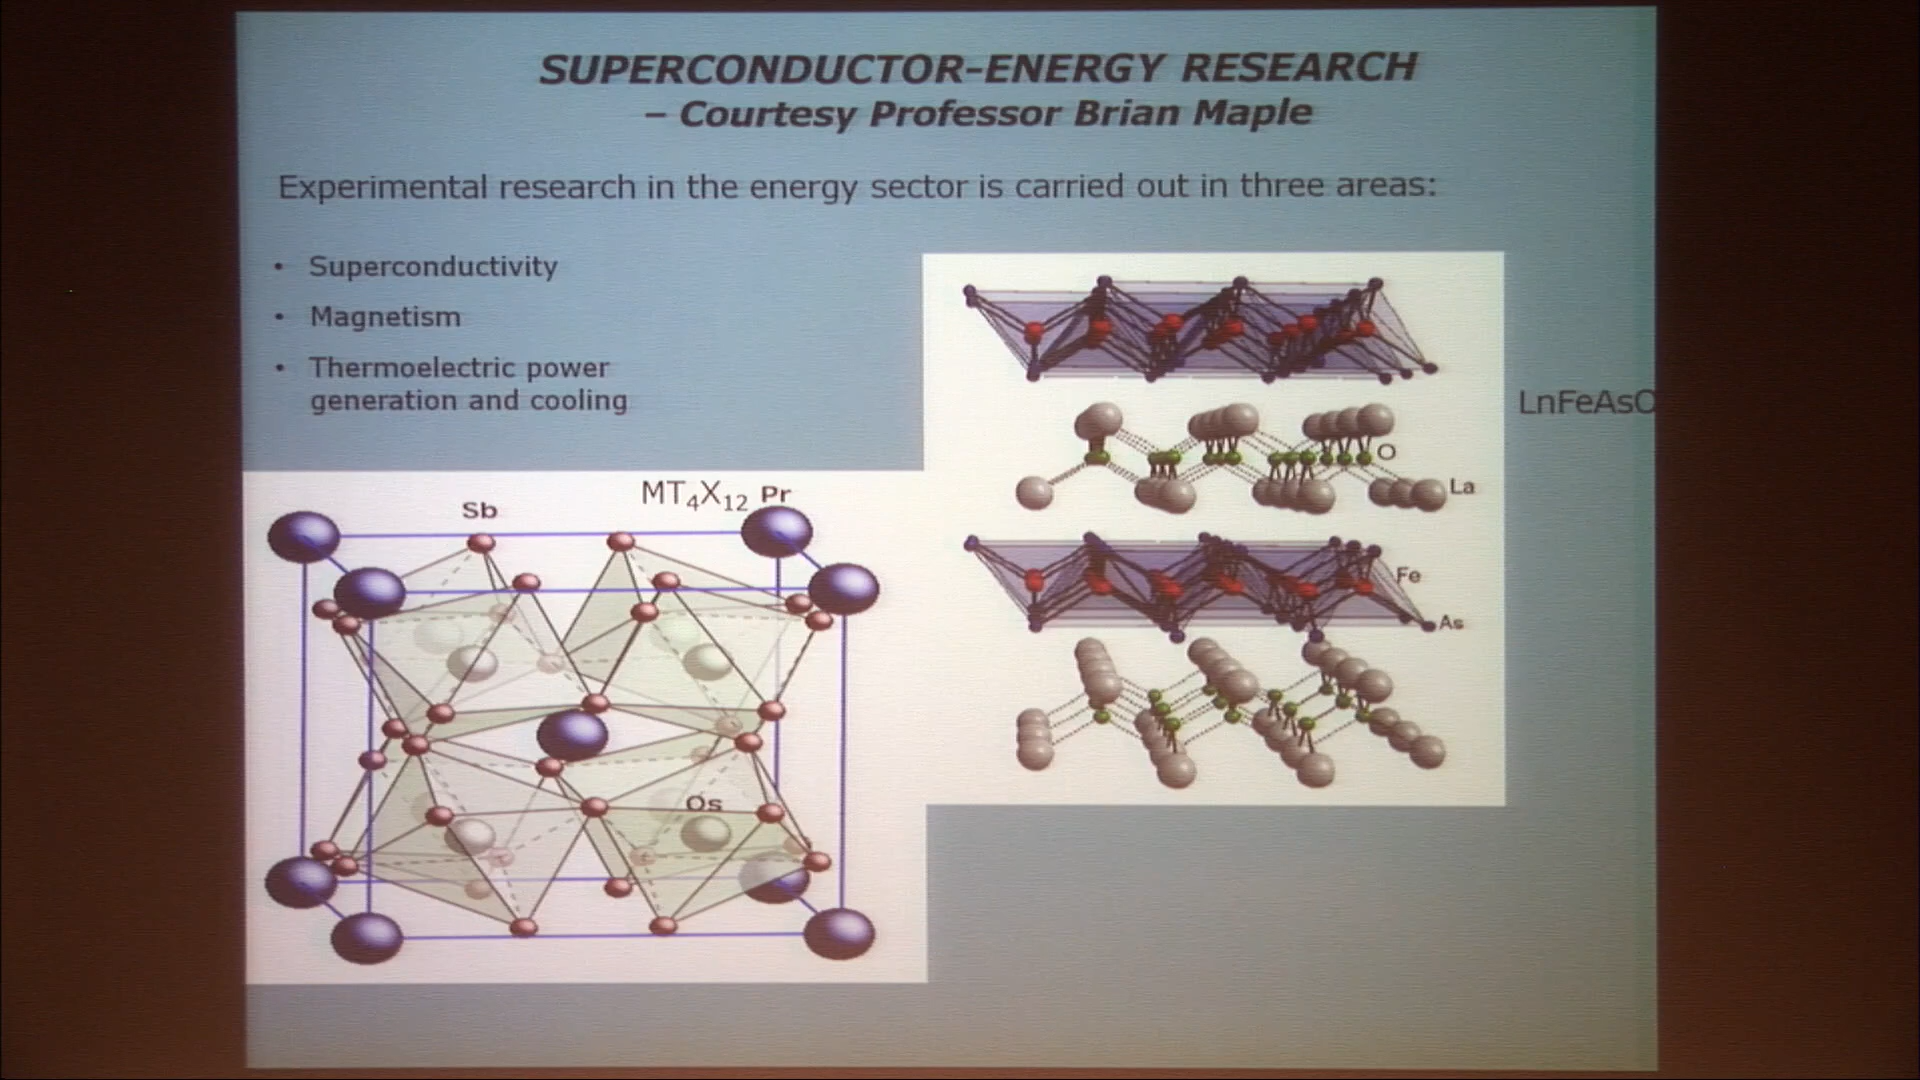 SUPERCONDUCTOR-ENERGY RESEARCH
– Courtesy Professor Brian Maple
Experimental research in the energy sector is carried out in three areas:
• Superconductivity
• Magnetism
• Thermoelectric power
generation and cooling
LnFeAsO
O
La
Fe
As
MT₄X₁₂
Pr
Sb
Os